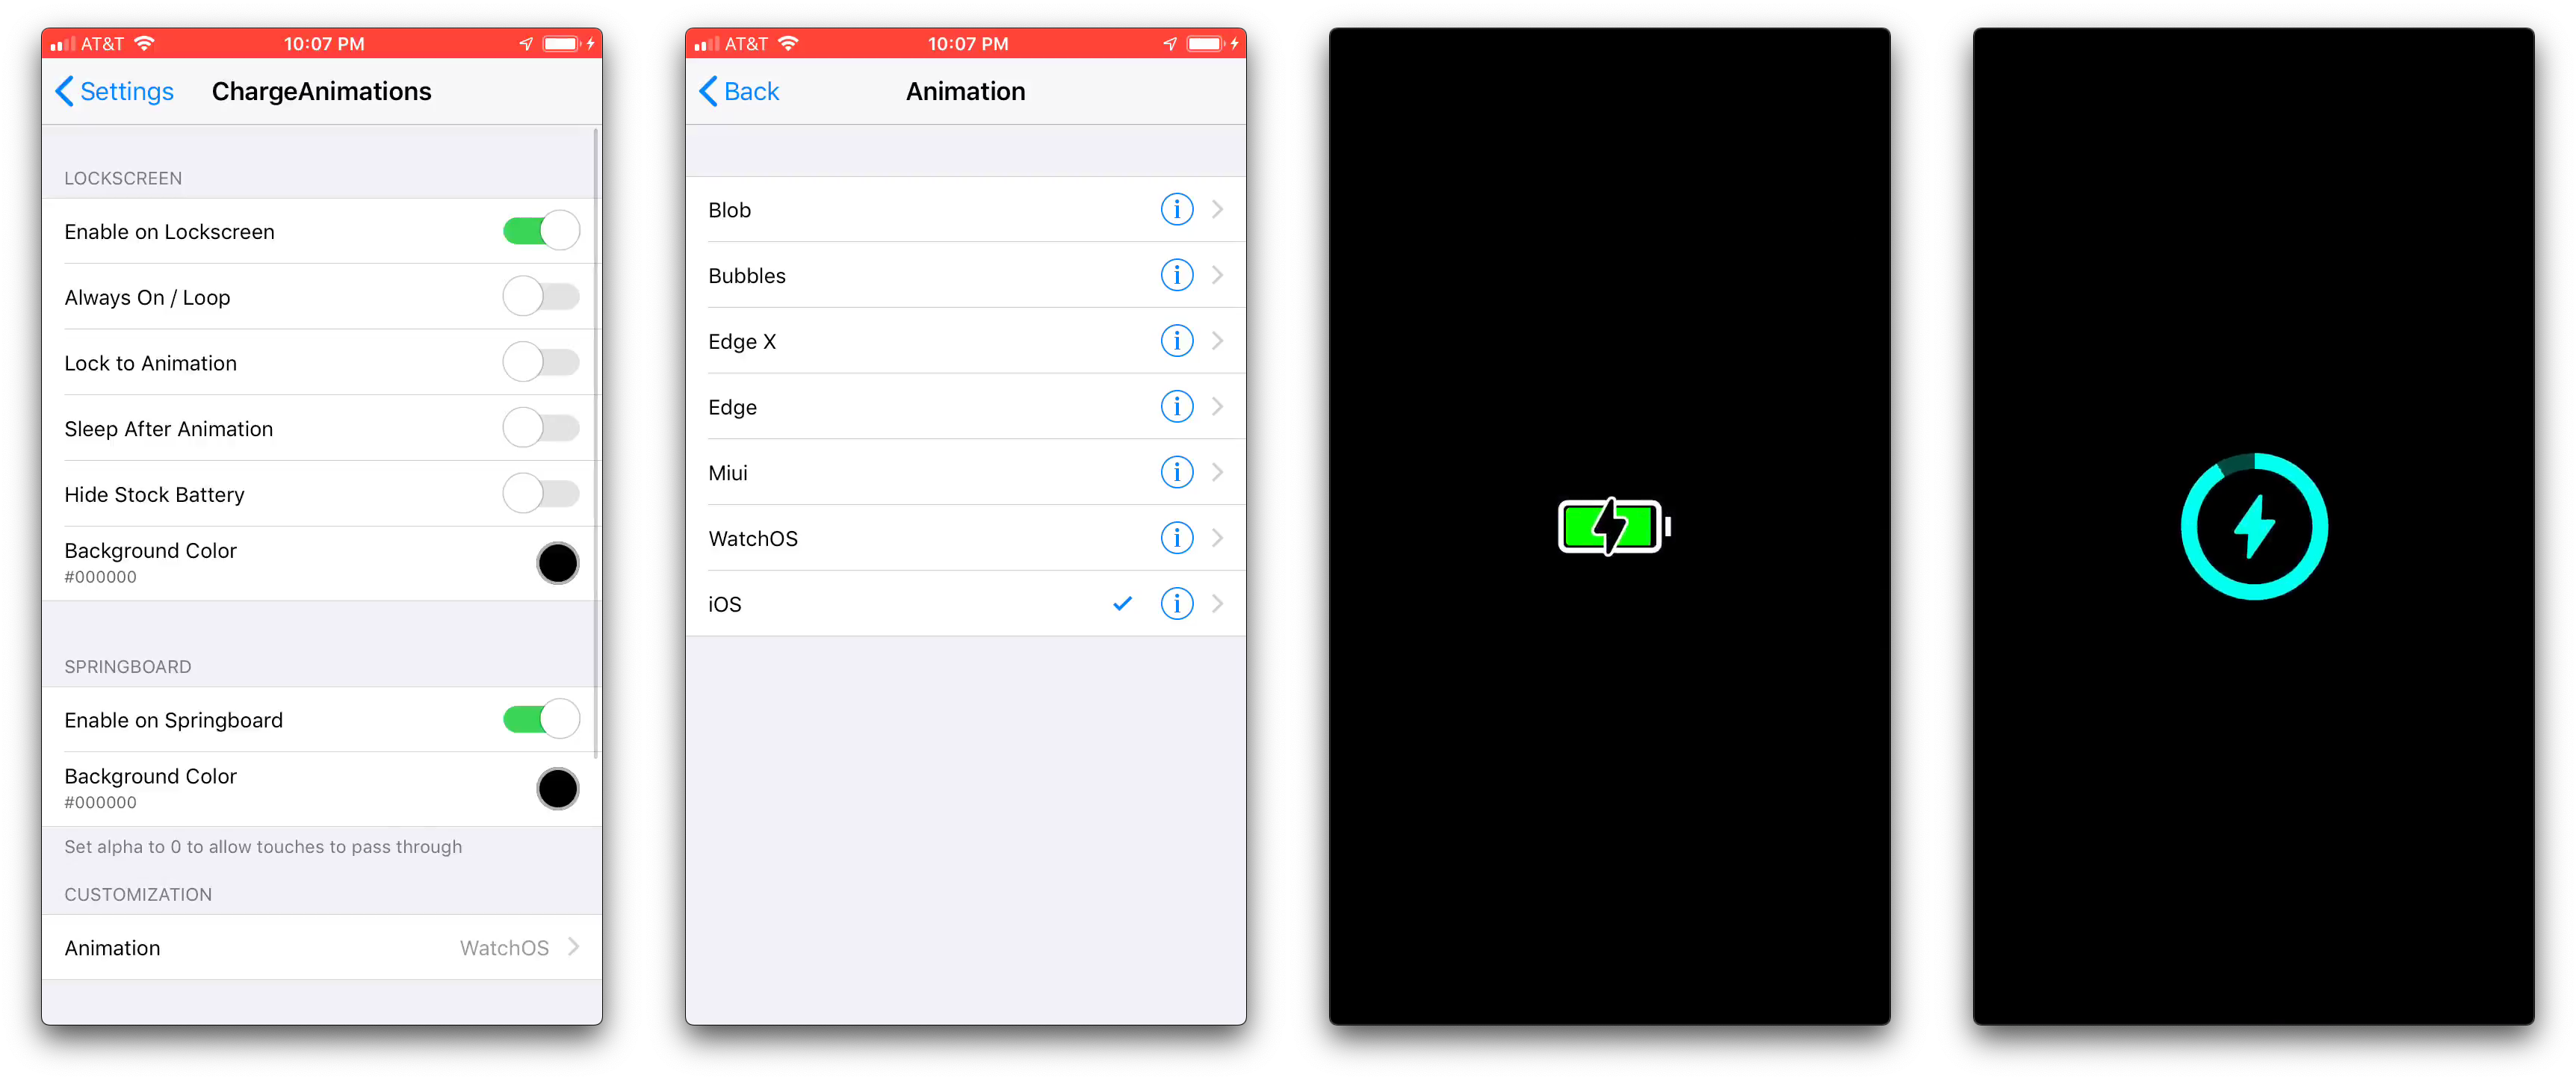 AT&T 10:07 PM
Settings ChargeAnimations
LOCKSCREEN
Enable on Lockscreen
Always On / Loop
Lock to Animation
Sleep After Animation
Hide Stock Battery
Background Color
#000000
SPRINGBOARD
Enable on Springboard
Background Color
#000000
Set alpha to 0 to allow touches to pass through
CUSTOMIZATION
Animation WatchOS
AT&T 10:07 PM
Back Animation
Blob
Bubbles
Edge X
Edge
Miui
WatchOS
iOS